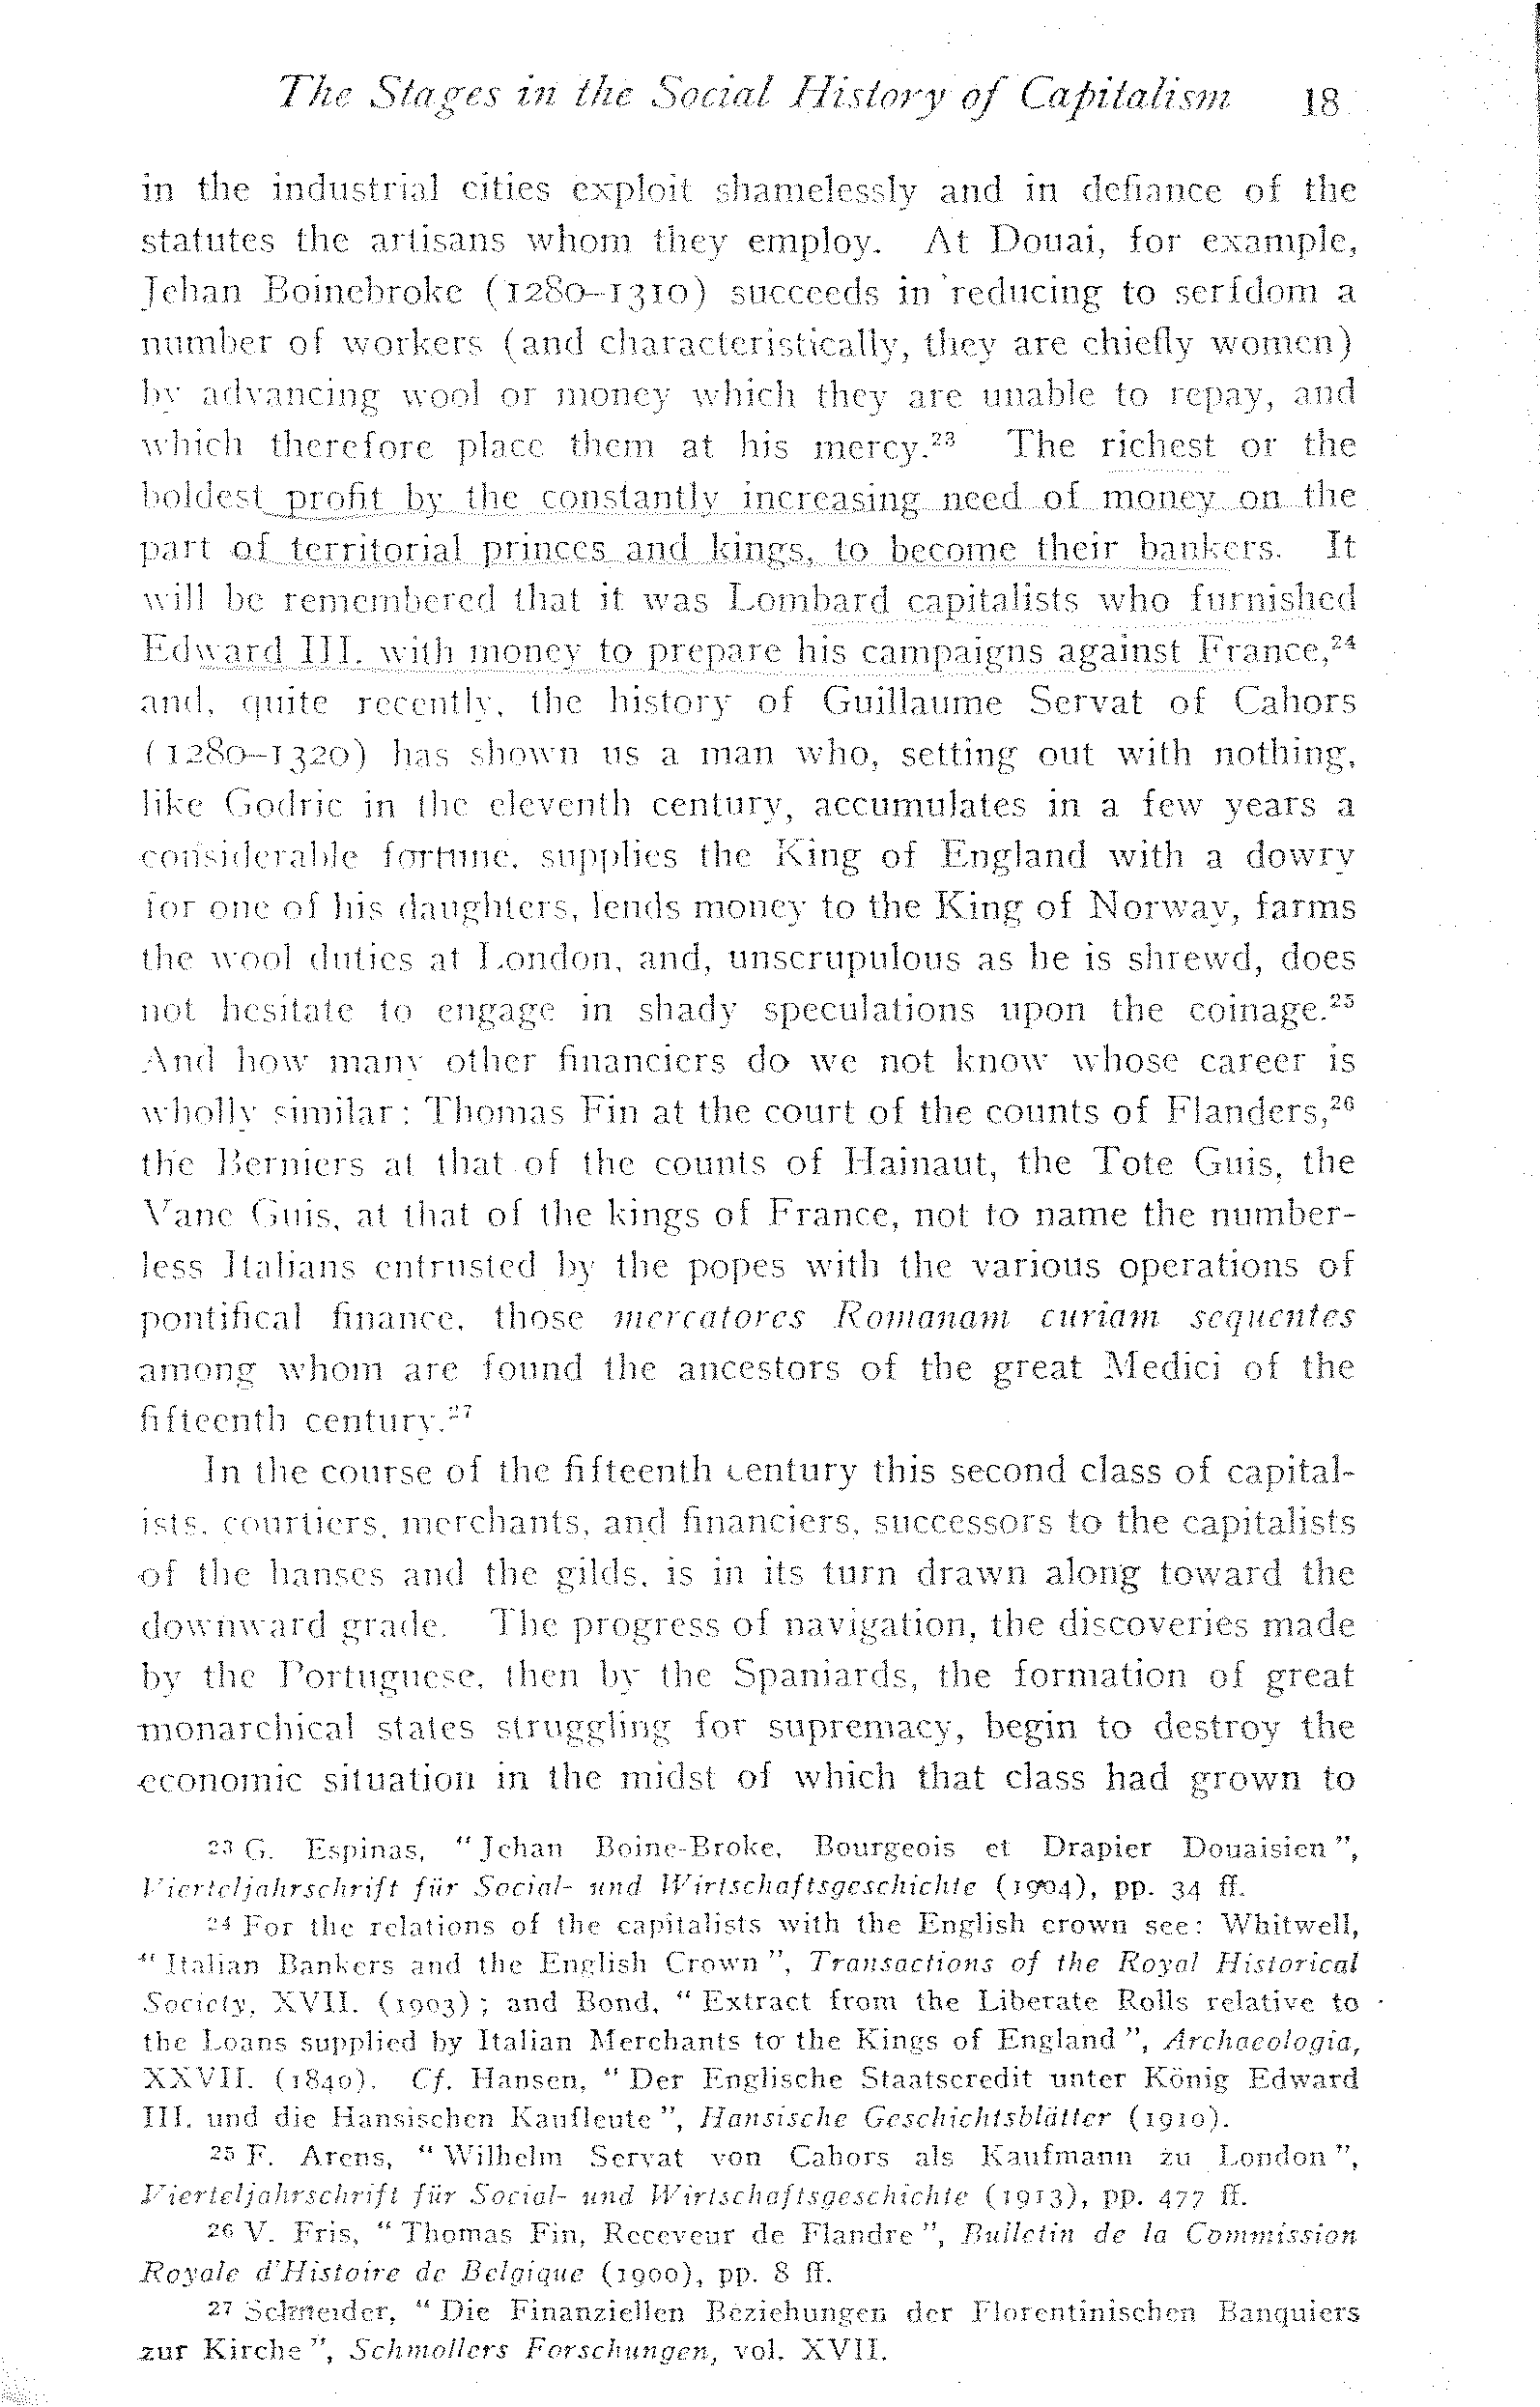 The Stages in the Social History of Capitalism 18
in the industrial cities exploit shamelessly and in defiance of the
statutes the artisans whom they employ. At Douai, for example,
Jehan Boinebroke (1280–1310) succeeds in reducing to serfdom a
number of workers (and characteristically, they are chiefly women)
by advancing wool or money which they are unable to repay, and
which therefore place them at his mercy.23 The richest or the
boldest profit by the constantly increasing need of money on the
part of territorial princes and kings, to become their bankers. It
will be remembered that it was Lombard capitalists who furnished
Edward III. with money to prepare his campaigns against France,24
and, quite recently, the history of Guillaume Servat of Cahors
(1280–1320) has shown us a man who, setting out with nothing,
like Godric in the eleventh century, accumulates in a few years a
considerable fortune, supplies the King of England with a dowry
for one of his daughters, lends money to the King of Norway, farms
the wool duties at London, and, unscrupulous as he is shrewd, does
not hesitate to engage in shady speculations upon the coinage.25
And how many other financiers do we not know whose career is
wholly similar: Thomas Fin at the court of the counts of Flanders,26
the Berniers at that of the counts of Hainaut, the Tote Guis, the
Vane Guis, at that of the kings of France, not to name the number-
less Italians entrusted by the popes with the various operations of
pontifical finance, those mercatores Romanam curiam sequentes
among whom are found the ancestors of the great Medici of the
fifteenth century.27
In the course of the fifteenth century this second class of capital-
ists, courtiers, merchants, and financiers, successors to the capitalists
of the hanses and the gilds, is in its turn drawn along toward the
downward grade. The progress of navigation, the discoveries made
by the Portuguese, then by the Spaniards, the formation of great
monarchical states struggling for supremacy, begin to destroy the
economic situation in the midst of which that class had grown to
23 G. Espinas, "Jehan Boine-Broke, Bourgeois et Drapier Douaisien",
Vierteljahrschrift für Social- und Wirtschaftsgeschichte (1904), pp. 34 ff.
24 For the relations of the capitalists with the English crown see: Whitwell,
"Italian Bankers and the English Crown", Transactions of the Royal Historical
Society, XVII. (1903); and Bond, "Extract from the Liberate Rolls relative to
the Loans supplied by Italian Merchants to the Kings of England", Archaeologia,
XXVII. (1840). Cf. Hansen, "Der Englische Staatscredit unter König Edward
III. und die Hansischen Kaufleute", Hansische Geschichtsblätter (1910).
25 F. Arens, "Wilhelm Servat von Cahors als Kaufmann zu London",
Vierteljahrschrift für Social- und Wirtschaftsgeschichte (1913), pp. 477 ff.
26 V. Fris, "Thomas Fin, Receveur de Flandre", Bulletin de la Commission
Royale d'Histoire de Belgique (1900), pp. 8 ff.
27 Schneider, "Die Finanziellen Beziehungen der Florentinischen Banquiers
zur Kirche", Schmollers Forschungen, vol. XVII.